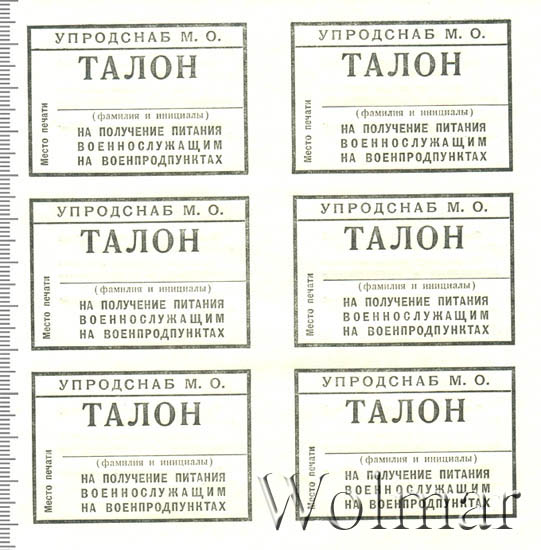 УПРОДСНАБ М. О.
ТАЛОН
(фамилия и инициалы)
Место печати
НА ПОЛУЧЕНИЕ ПИТАНИЯ
ВОЕННОСЛУЖАЩИМ
НА ВОЕНПРОДПУНКТАХ
УПРОДСНАБ М. О.
ТАЛОН
(фамилия и инициалы)
Место печати
НА ПОЛУЧЕНИЕ ПИТАНИЯ
ВОЕННОСЛУЖАЩИМ
НА ВОЕНПРОДПУНКТАХ
УПРОДСНАБ М. О.
ТАЛОН
(фамилия и инициалы)
Место печати
НА ПОЛУЧЕНИЕ ПИТАНИЯ
ВОЕННОСЛУЖАЩИМ
НА ВОЕНПРОДПУНКТАХ
УПРОДСНАБ М. О.
ТАЛОН
(фамилия и инициалы)
Место печати
НА ПОЛУЧЕНИЕ ПИТАНИЯ
ВОЕННОСЛУЖАЩИМ
НА ВОЕНПРОДПУНКТАХ
УПРОДСНАБ М. О.
ТАЛОН
(фамилия и инициалы)
Место печати
НА ПОЛУЧЕНИЕ ПИТАНИЯ
ВОЕННОСЛУЖАЩИМ
НА ВОЕНПРОДПУНКТАХ
УПРОДСНАБ М. О.
ТАЛОН
(фамилия и инициалы)
Место печати
НА ПОЛУЧЕНИЕ ПИТАНИЯ
ВОЕННОСЛУЖАЩИМ
НА ВОЕНПРОДПУНКТАХ
Wolmar